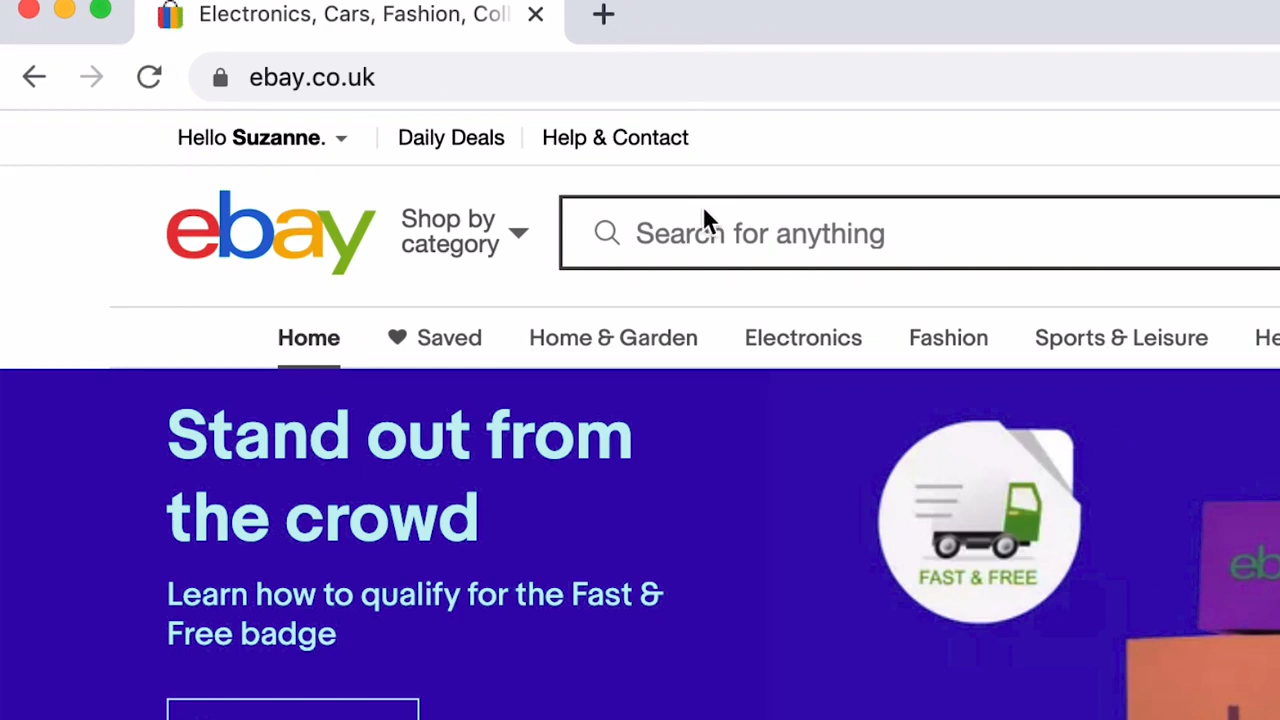 Electronics, Cars, Fashion, Col
ebay.co.uk
Hello Suzanne.
Daily Deals
Help & Contact
ebay
Shop by
category
Search for anything
Home
Saved
Home & Garden
Electronics
Fashion
Sports & Leisure
He
Stand out from
the crowd
Learn how to qualify for the Fast &
Free badge
FAST & FREE
eb